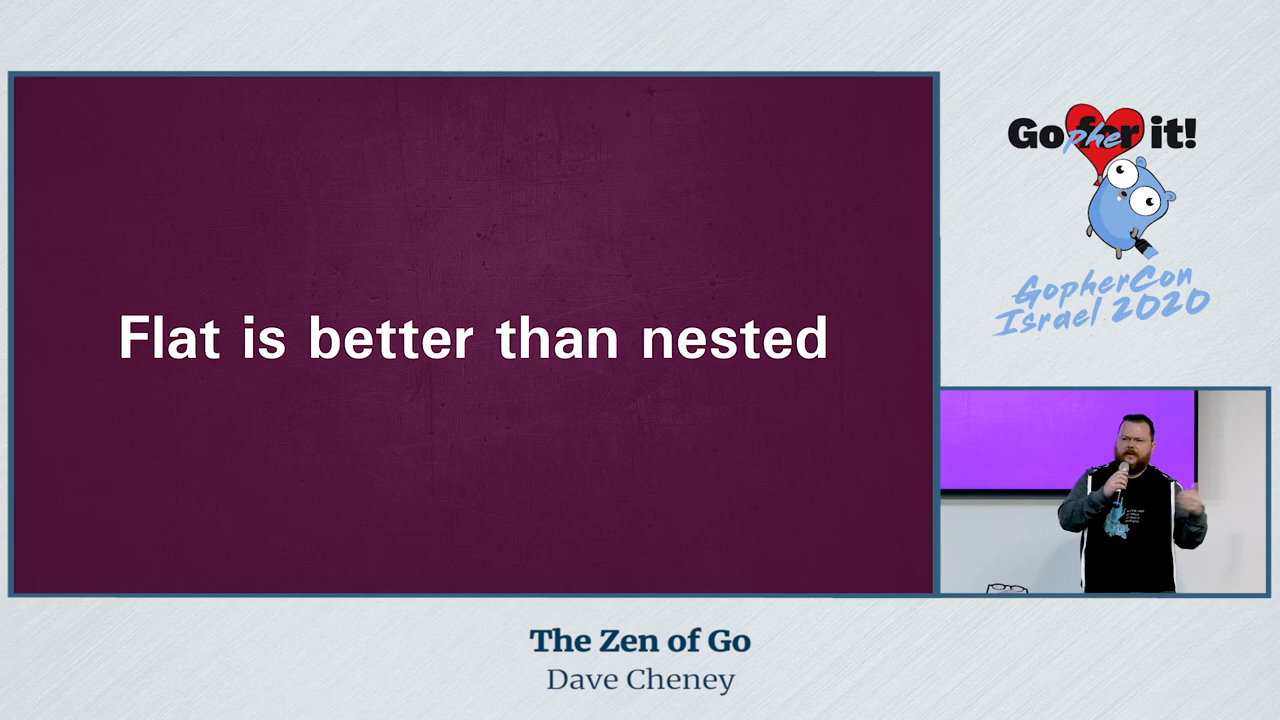 Flat is better than nested
Gopher it!
GopherCon
Israel 2020
The Zen of Go
Dave Cheney